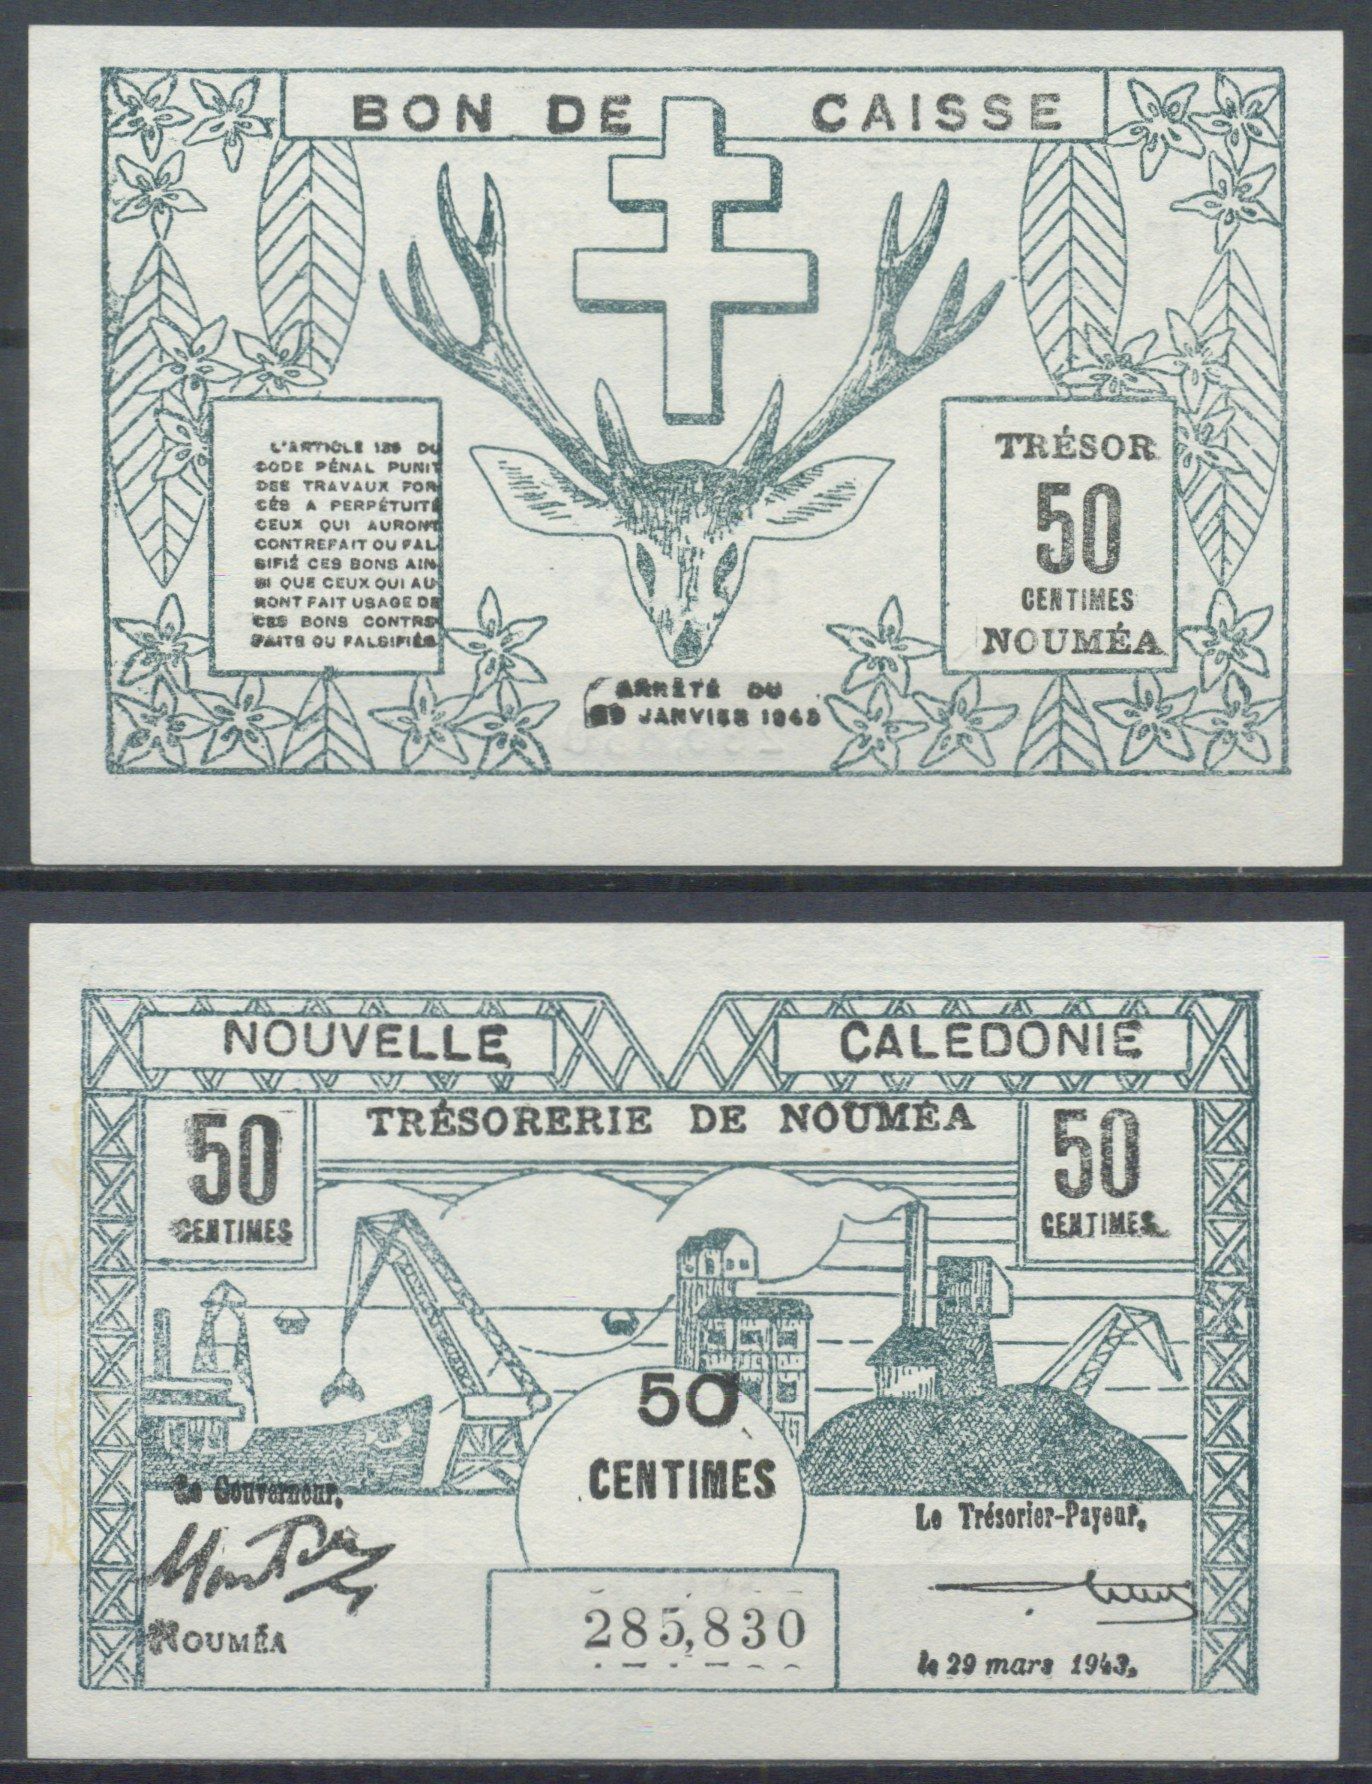 BON DE CAISSE
L'ARTICLE 139 DU
CODE PÉNAL PUNIT
DES TRAVAUX FOR
CÉS A PERPÉTUITÉ
CEUX QUI AURONT
CONTREFAIT OU FAL-
SIFIÉ CES BONS AIN-
SI QUE CEUX QUI AU-
RONT FAIT USAGE DE
CES BONS CONTRE-
FAITS OU FALSIFIÉS
TRÉSOR
50
CENTIMES
NOUMÉA
ARRÊTÉ DU
JANVIER 1943
NOUVELLE CALEDONIE
TRÉSORERIE DE NOUMÉA
50
CENTIMES
50
CENTIMES
50
CENTIMES
Le Gouverneur,
Le Trésorier-Payeur,
NOUMÉA
285,830
le 29 mars 1943,